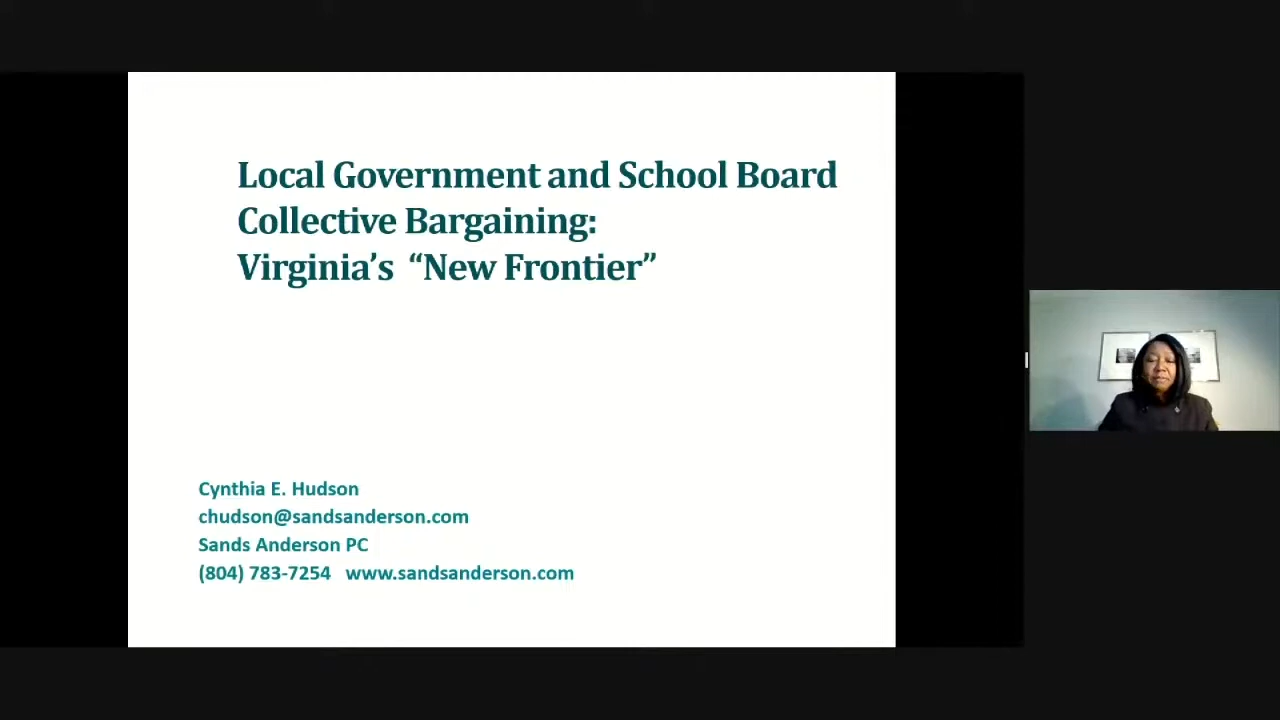 Local Government and School Board
Collective Bargaining:
Virginia’s “New Frontier”
Cynthia E. Hudson
chudson@sandsanderson.com
Sands Anderson PC
(804) 783-7254 www.sandsanderson.com